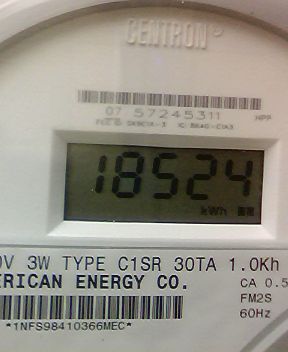 CENTRON
07 57245311 HPP
18524
kWh
V 3W TYPE C1SR 30TA 1.0Kh
ERICAN ENERGY CO. CA 0.5
FM2S
*1NFS98410366MEC* 60Hz